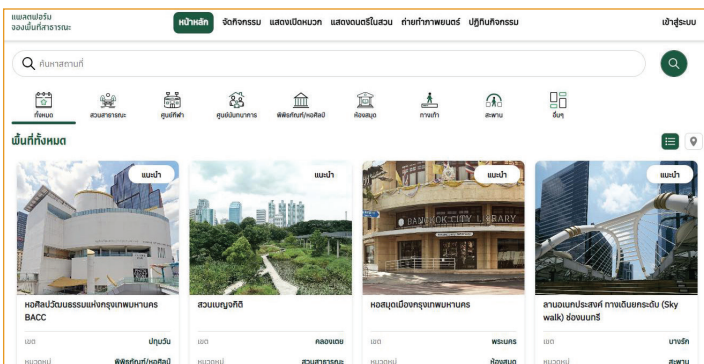 แพลตฟอร์ม
จองพื้นที่สาธารณะ
หน้าหลัก จัดกิจกรรม แสดงเปิดหมวก แสดงดนตรีในสวน ถ่ายทำภาพยนตร์ ปฏิทินกิจกรรม เข้าสู่ระบบ
ค้นหาสถานที่
ทั้งหมด สวนสาธารณะ ศูนย์กีฬา ศูนย์นันทนาการ พิพิธภัณฑ์/หอศิลป์ ห้องสมุด ทางเท้า สะพาน อื่นๆ
พื้นที่ทั้งหมด
แนะนำ แนะนำ แนะนำ แนะนำ
BANGKOK CITY LIBRARY
หอศิลปวัฒนธรรมแห่งกรุงเทพมหานคร
BACC
เขต ปทุมวัน
หมวดหมู่ พิพิธภัณฑ์/หอศิลป์
สวนเบญจกิติ
เขต คลองเตย
หมวดหมู่ สวนสาธารณะ
หอสมุดเมืองกรุงเทพมหานคร
เขต พระนคร
หมวดหมู่ ห้องสมุด
ลานอเนกประสงค์ ทางเดินยกระดับ (Sky
walk) ช่องนนทรี
เขต บางรัก
หมวดหมู่ สะพาน